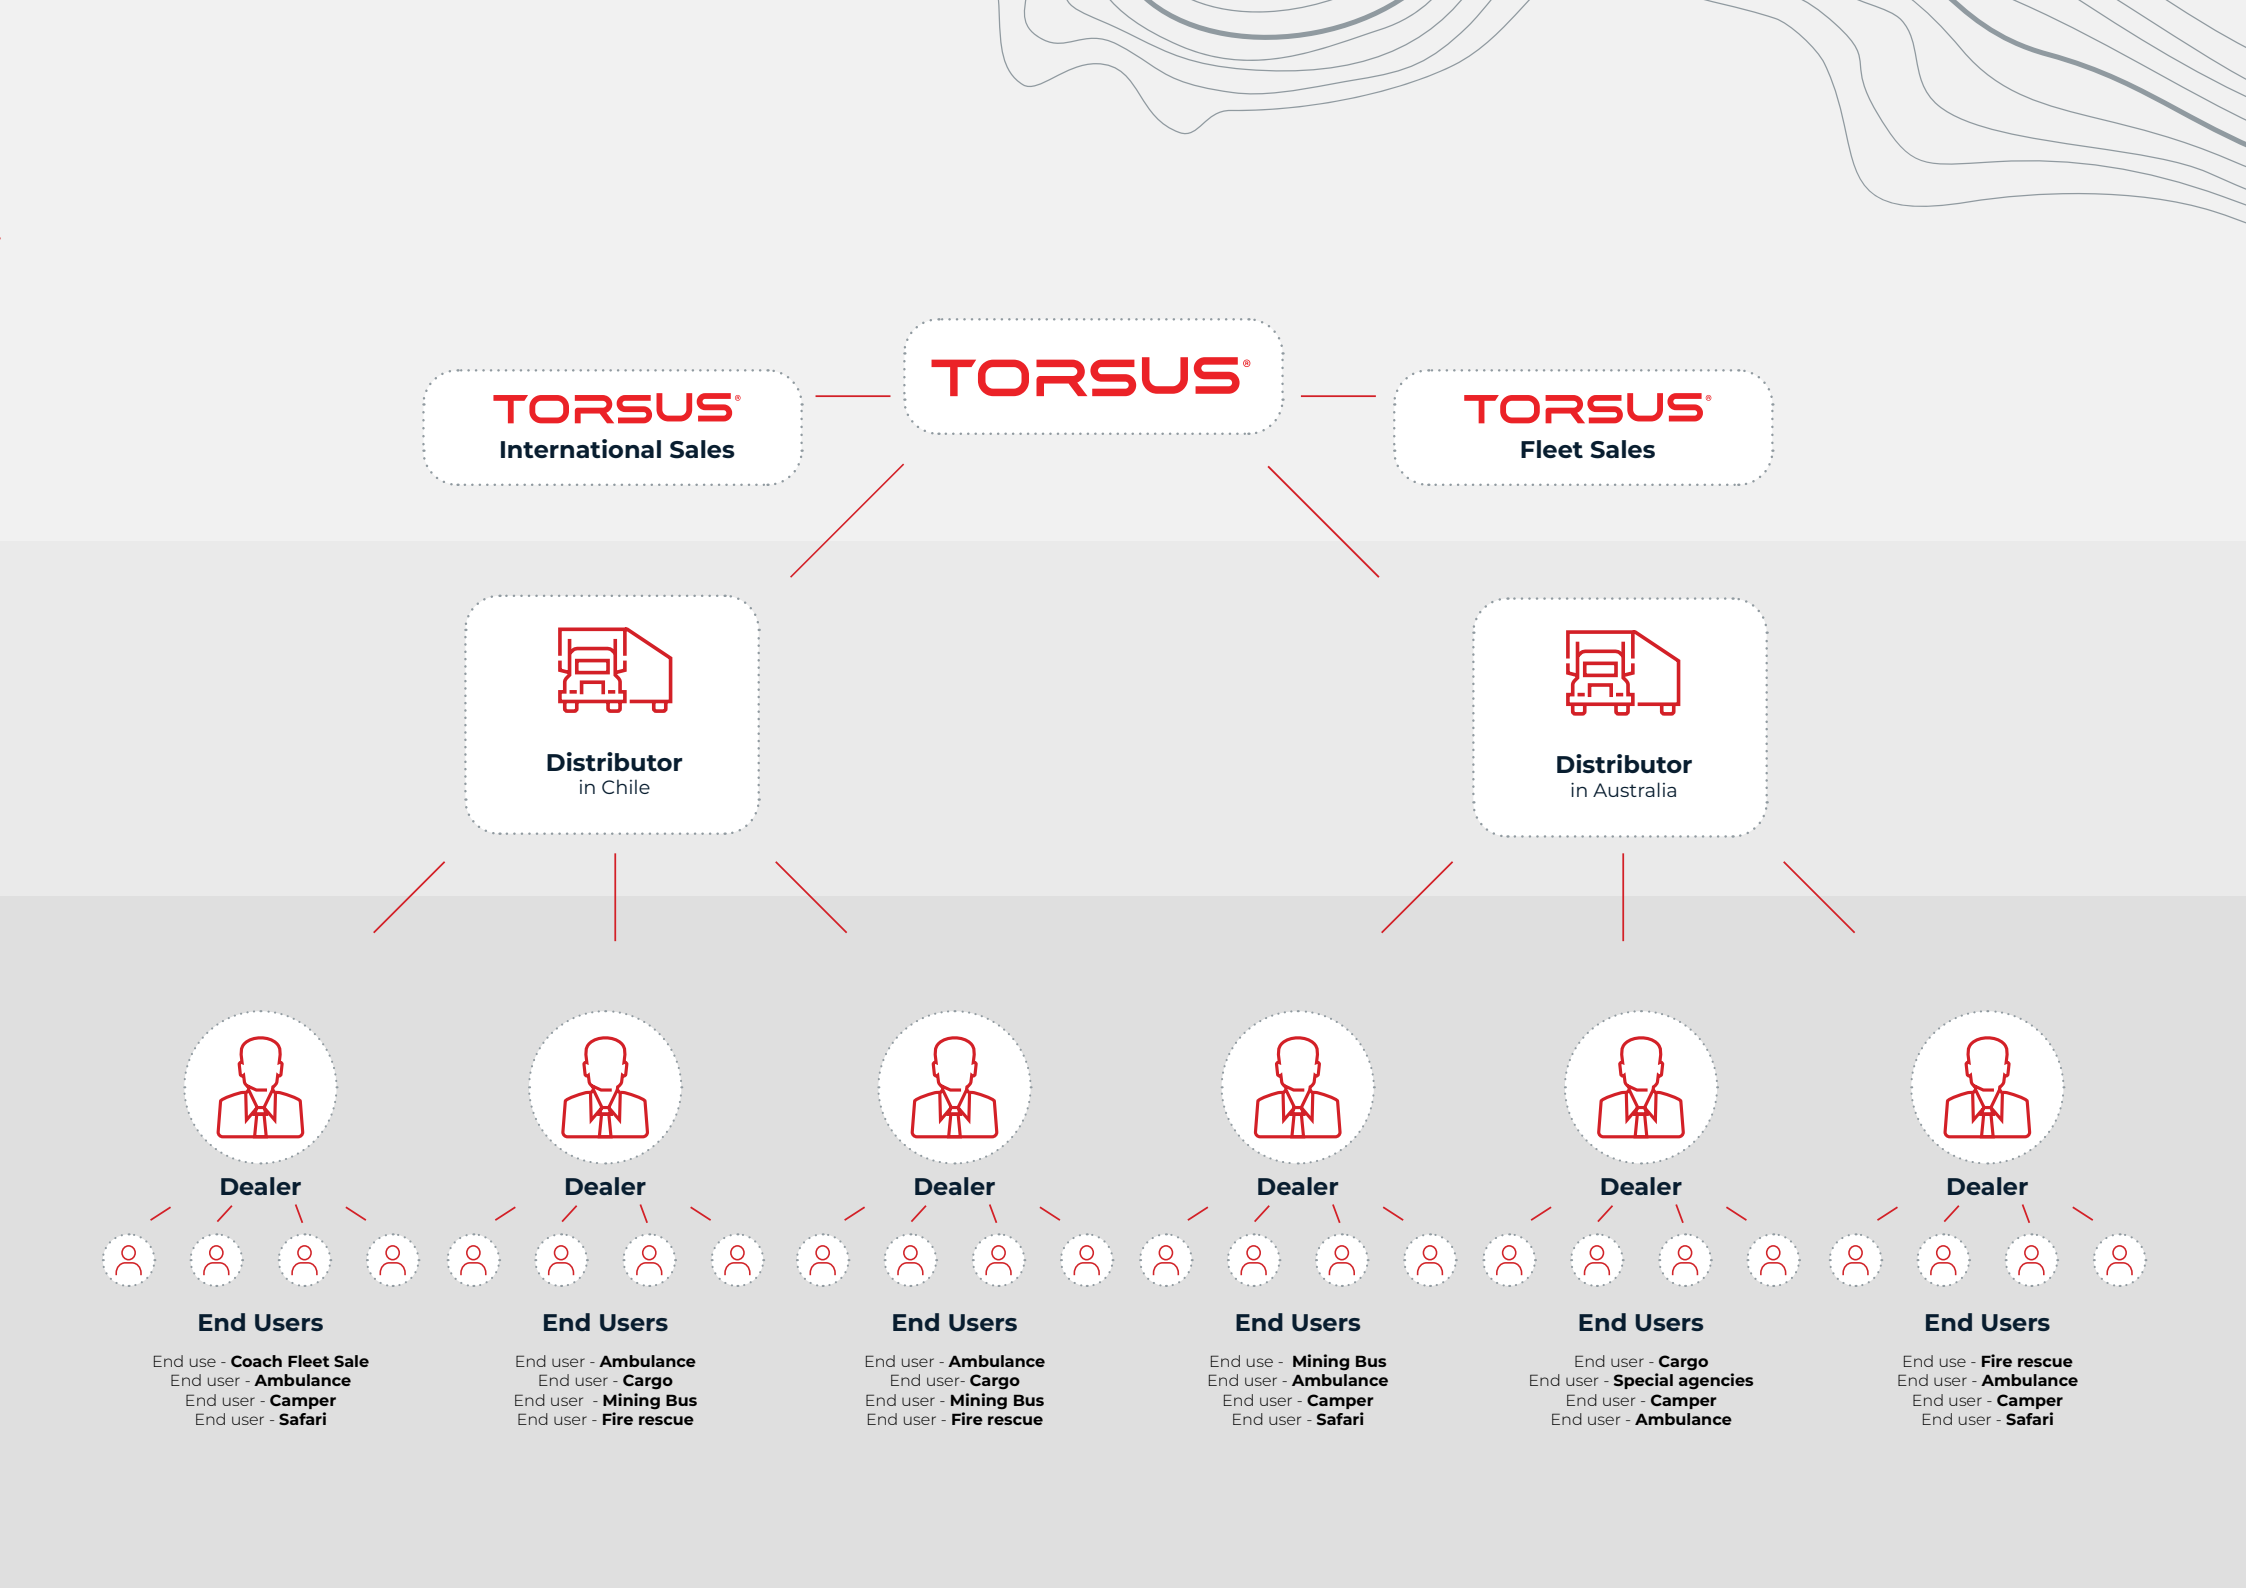 TORSUS®
TORSUS®
International Sales
TORSUS®
Fleet Sales
Distributor
in Chile
Distributor
in Australia
Dealer
Dealer
Dealer
Dealer
Dealer
Dealer
End Users
End use - Coach Fleet Sale
End user - Ambulance
End user - Camper
End user - Safari
End Users
End user - Ambulance
End user - Cargo
End user  - Mining Bus
End user - Fire rescue
End Users
End user - Ambulance
End user- Cargo
End user - Mining Bus
End user - Fire rescue
End Users
End use -  Mining Bus
End user - Ambulance
End user - Camper
End user - Safari
End Users
End user - Cargo
End user - Special agencies
End user - Camper
End user - Ambulance
End Users
End use - Fire rescue
End user - Ambulance
End user - Camper
End user - Safari